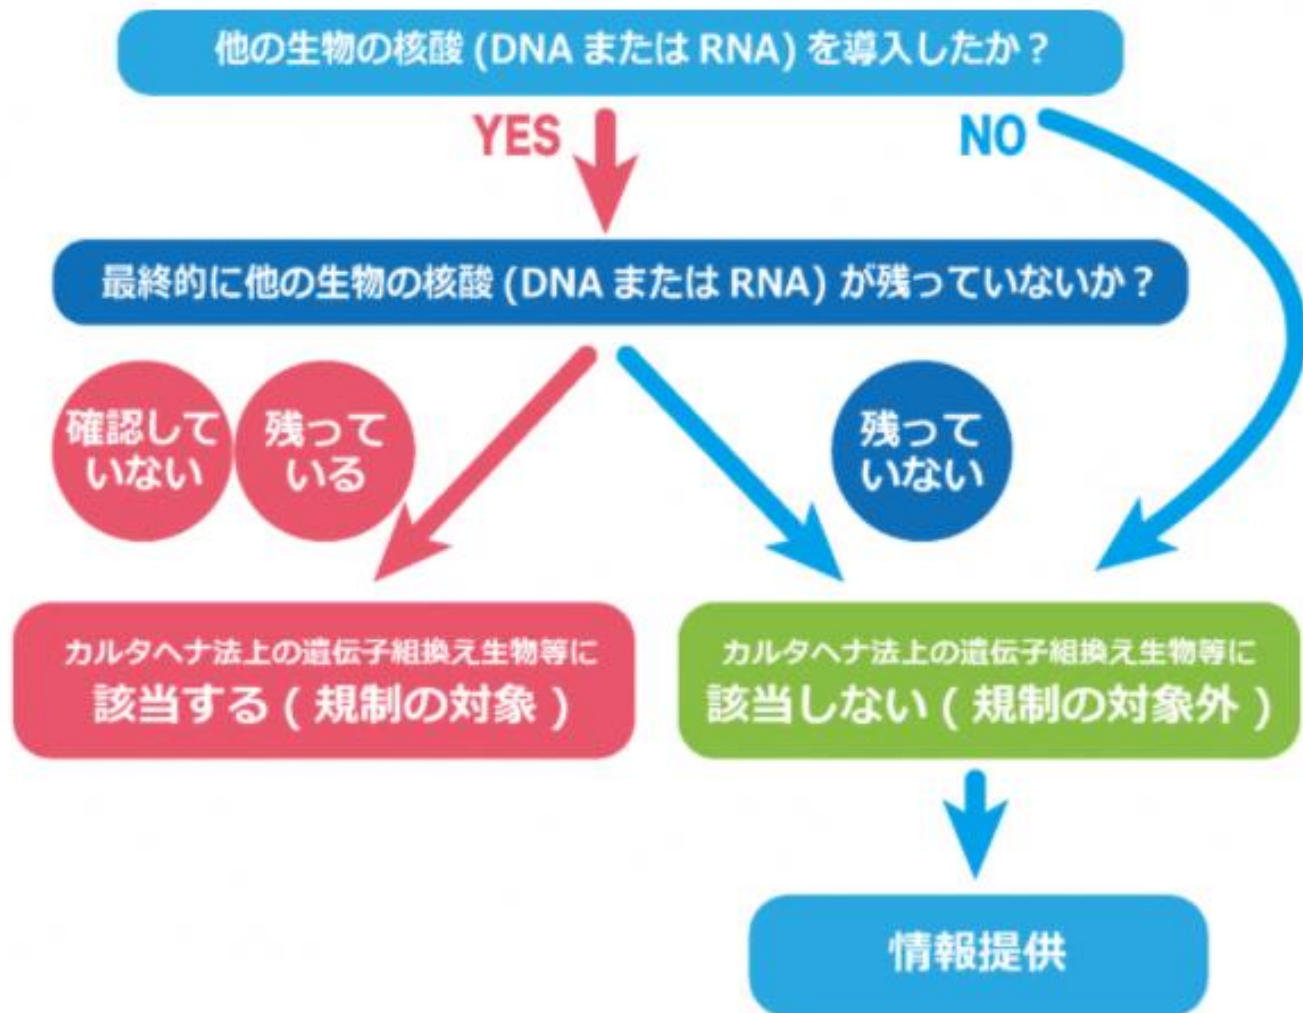 他の生物の核酸 (DNA または RNA) を導入したか？
YES
NO
最終的に他の生物の核酸 (DNA または RNA) が残っていないか？
確認して
いない
残って
いる
残って
いない
カルタヘナ法上の遺伝子組換え生物等に
該当する ( 規制の対象 )
カルタヘナ法上の遺伝子組換え生物等に
該当しない ( 規制の対象外 )
情報提供